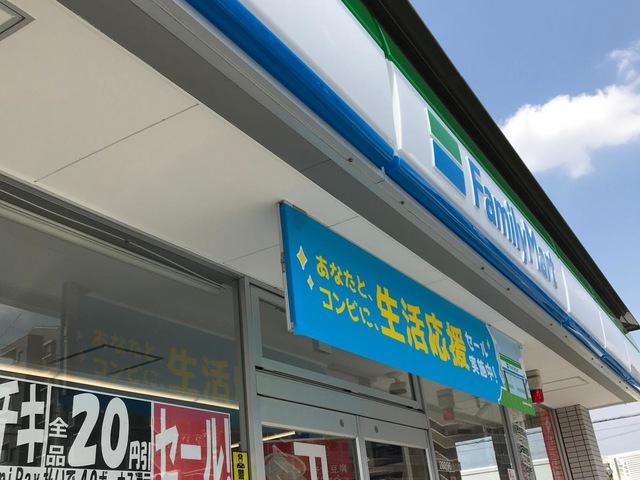 FamilyMart
あなたと、
コンビに、
生活応援
セール
実施中!
チキ
全品20円引
セール!